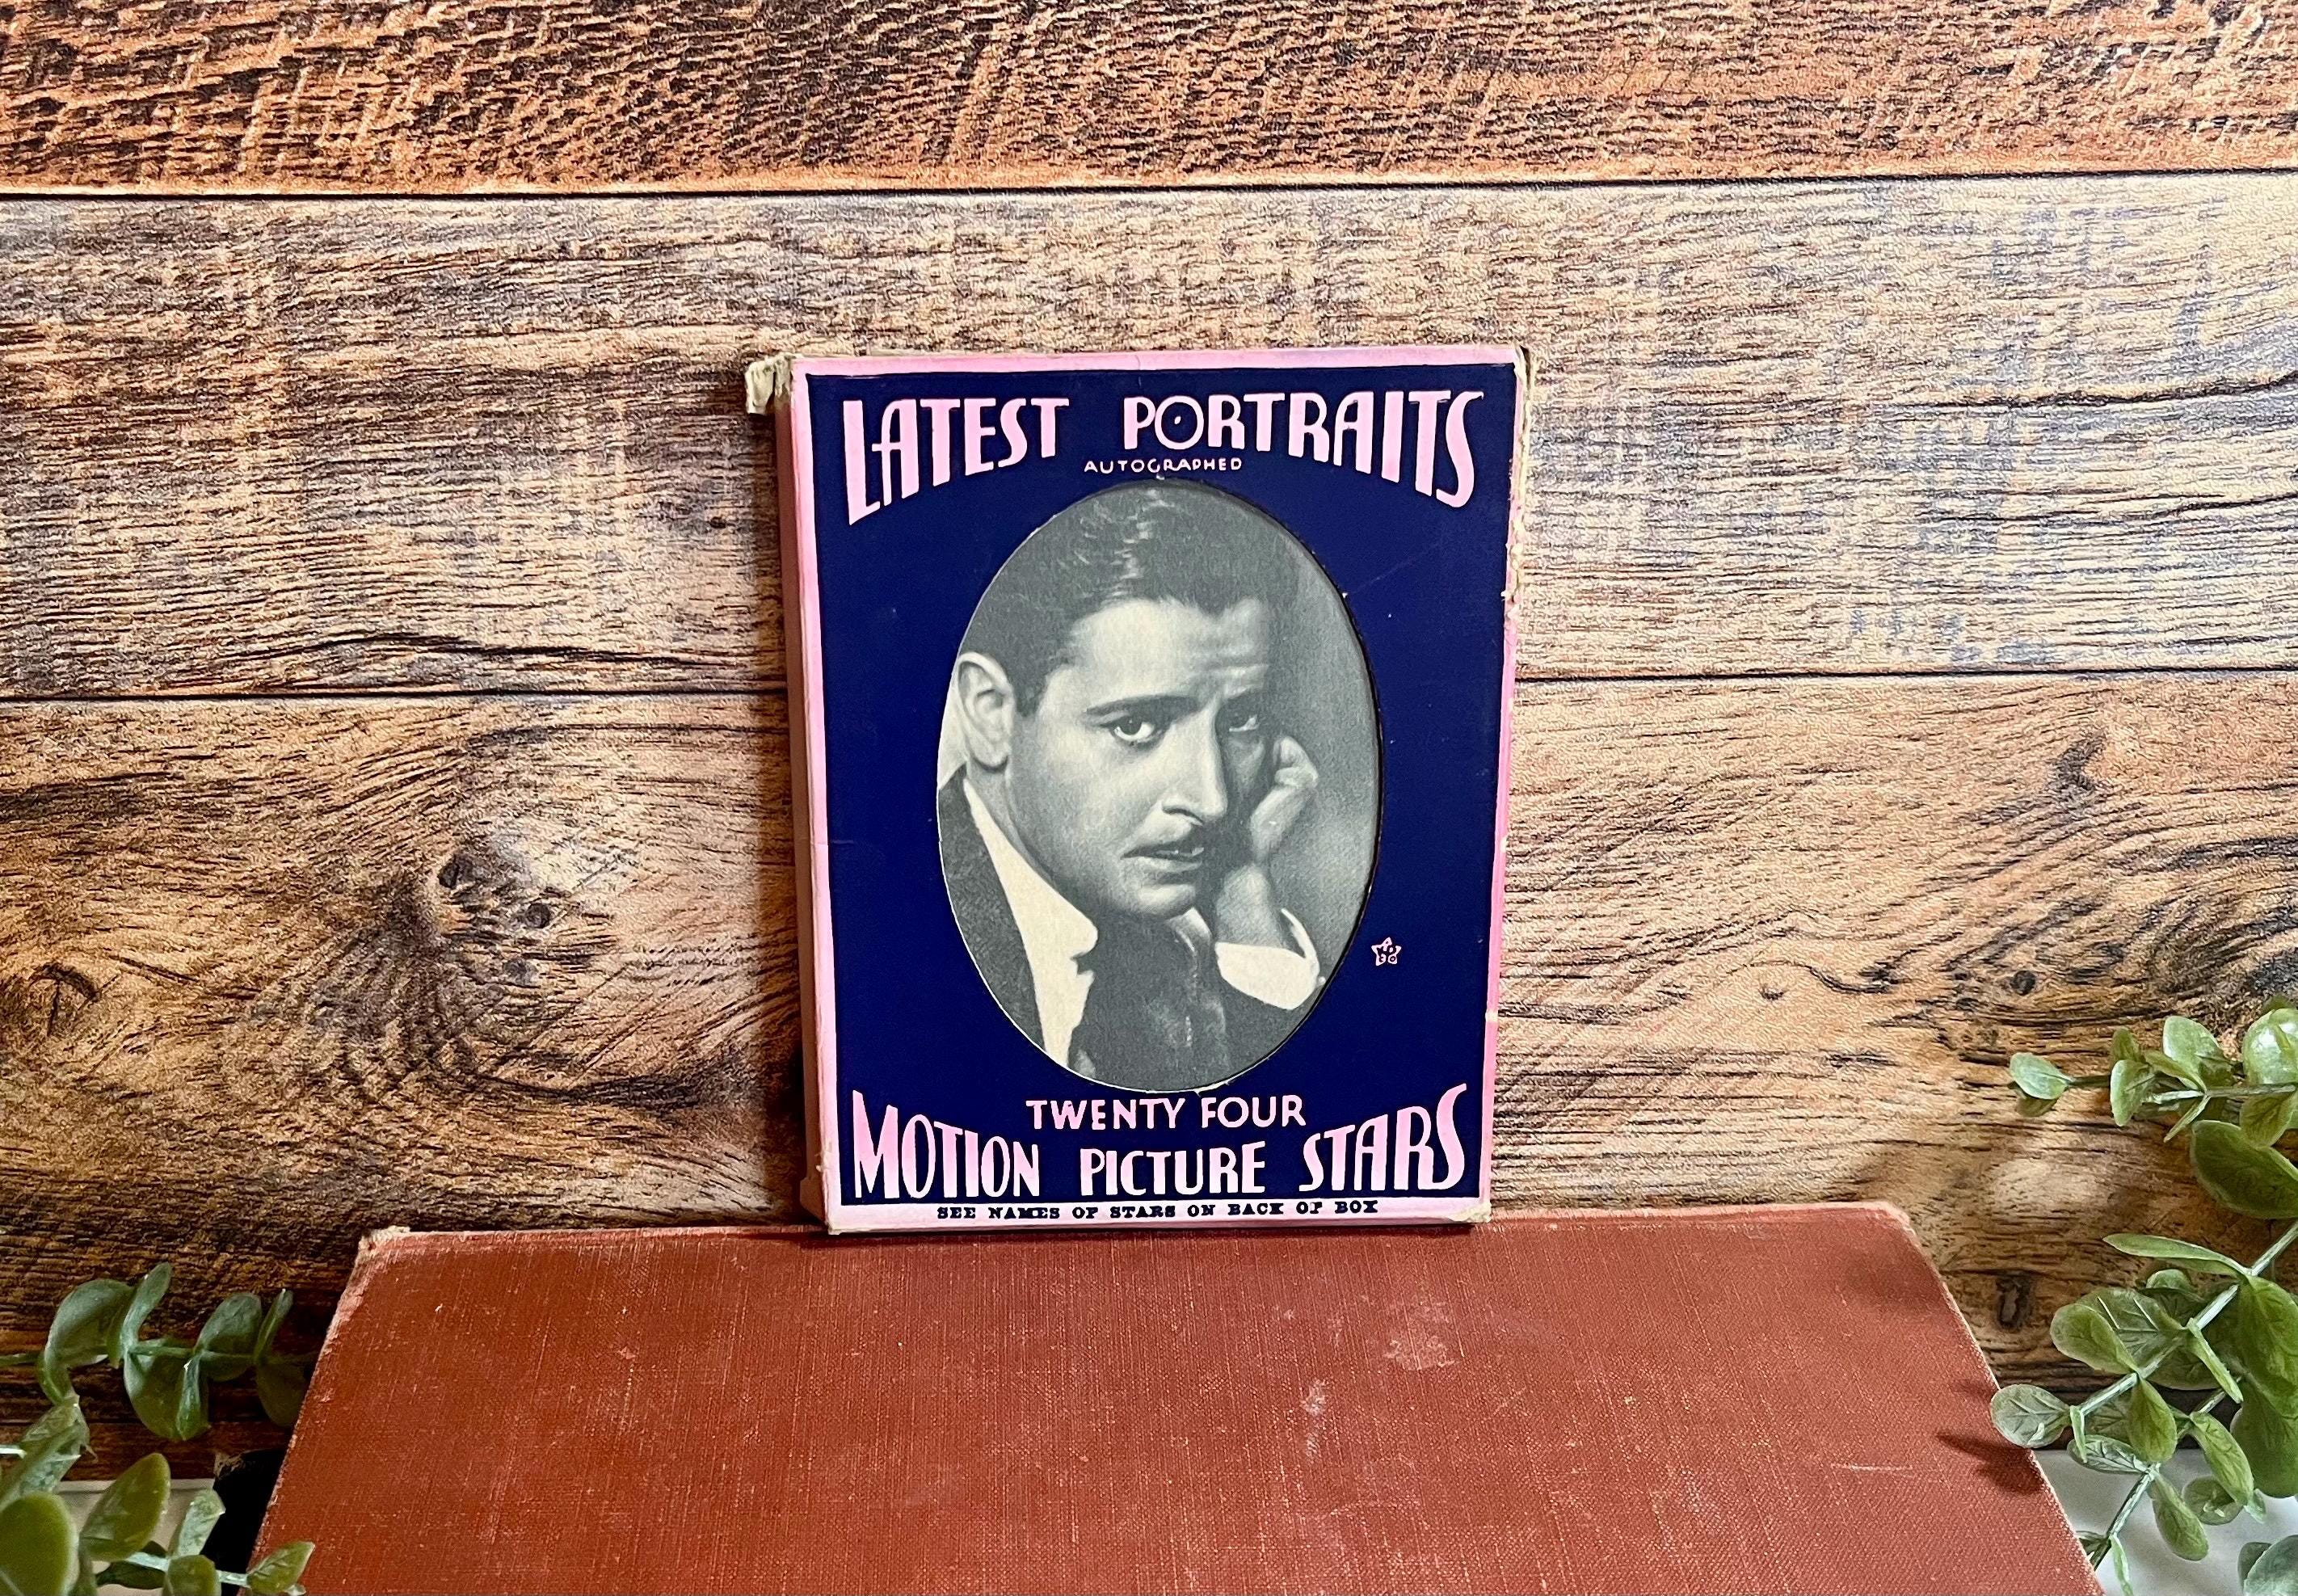 LATEST PORTRAITS
AUTOGRAPHED
TWENTY FOUR
MOTION PICTURE STARS
SEE NAMES OF STARS ON BACK OF BOX